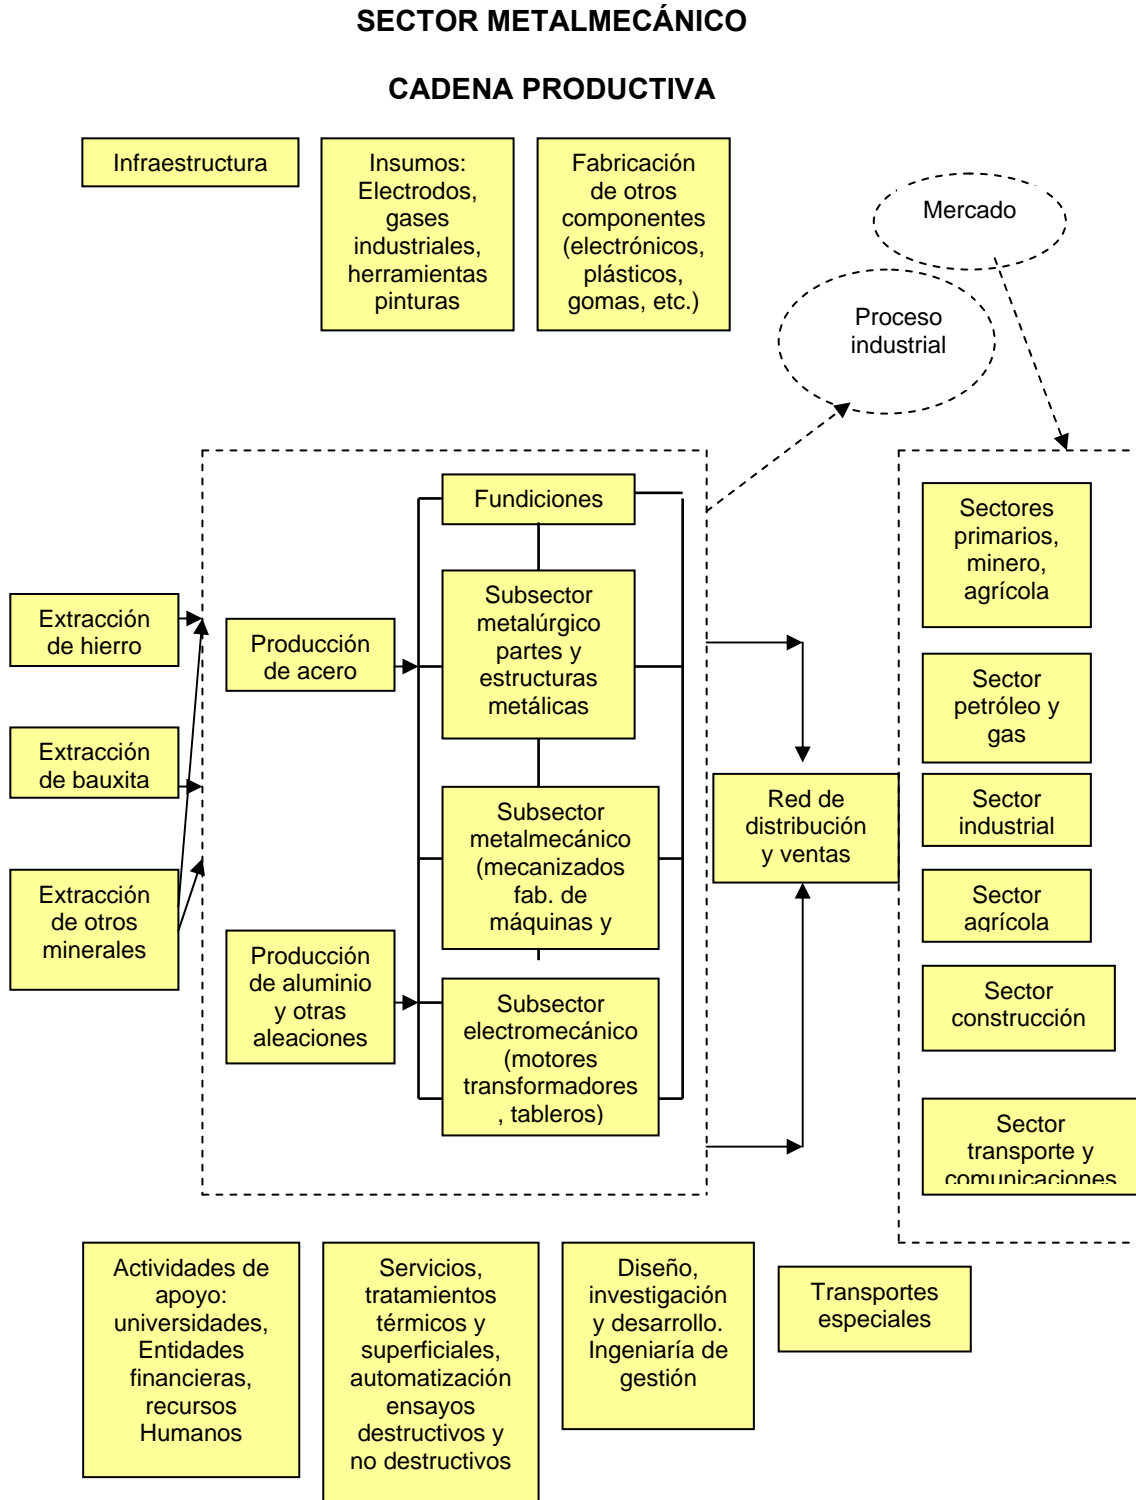 SECTOR METALMECÁNICO
CADENA PRODUCTIVA
Infraestructura
Insumos:
Electrodos,
gases
industriales,
herramientas
pinturas
Fabricación
de otros
componentes
(electrónicos,
plásticos,
gomas, etc.)
Mercado
Proceso
industrial
Extracción
de hierro
Extracción
de bauxita
Extracción
de otros
minerales
Producción
de acero
Producción
de aluminio
y otras
aleaciones
Fundiciones
Subsector
metalúrgico
partes y
estructuras
metálicas
Subsector
metalmecánico
(mecanizados
fab. de
máquinas y
Subsector
electromecánico
(motores
transformadores
, tableros)
Red de
distribución
y ventas
Sectores
primarios,
minero,
agrícola
Sector
petróleo y
gas
Sector
industrial
Sector
agrícola
Sector
construcción
Sector
transporte y
comunicaciones
Actividades de
apoyo:
universidades,
Entidades
financieras,
recursos
Humanos
Servicios,
tratamientos
térmicos y
superficiales,
automatización
ensayos
destructivos y
no destructivos
Diseño,
investigación
y desarrollo.
Ingeniaría de
gestión
Transportes
especiales